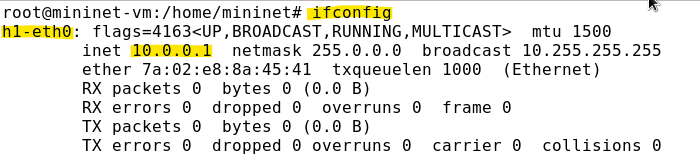 root@mininet-vm:/home/mininet# ifconfig
h1-eth0: flags=4163<UP,BROADCAST,RUNNING,MULTICAST>  mtu 1500
        inet 10.0.0.1  netmask 255.0.0.0  broadcast 10.255.255.255
        ether 7a:02:e8:8a:45:41  txqueuelen 1000  (Ethernet)
        RX packets 0  bytes 0 (0.0 B)
        RX errors 0  dropped 0  overruns 0  frame 0
        TX packets 0  bytes 0 (0.0 B)
        TX errors 0  dropped 0 overruns 0  carrier 0  collisions 0